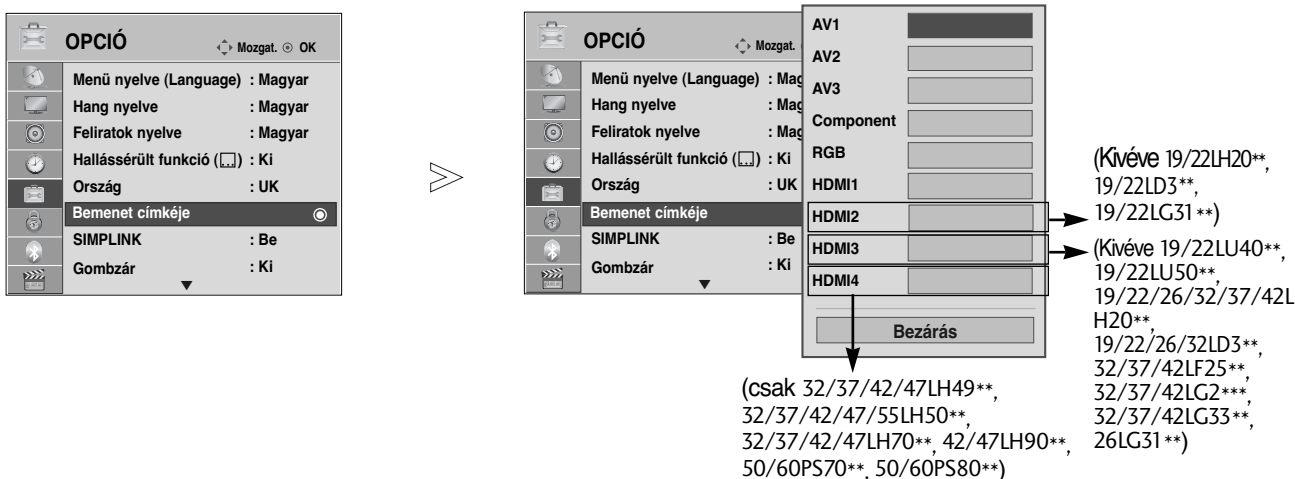 OPCIÓ
Mozgat. OK
Menü nyelve (Language) : Magyar
Hang nyelve : Magyar
Feliratok nyelve : Magyar
Hallássérült funkció ( ) : Ki
Ország : UK
Bemenet címkéje
SIMPLINK : Be
Gombzár : Ki
OPCIÓ
Mozgat.
Menü nyelve (Language) : Mag
Hang nyelve : Mag
Feliratok nyelve : Mag
Hallássérült funkció ( ) : Ki
Ország : UK
Bemenet címkéje
SIMPLINK : Be
Gombzár : Ki
AV1
AV2
AV3
Component
RGB
HDMI1
HDMI2
HDMI3
HDMI4
Bezárás
(Kivéve 19/22LH20**,
19/22LD3**,
19/22LG31**)
(Kivéve 19/22LU40**,
19/22LU50**,
19/22/26/32/37/42L
H20**,
19/22/26/32LD3**,
32/37/42LF25**,
32/37/42LG2***,
32/37/42LG33**,
26LG31**)
(csak 32/37/42/47LH49**,
32/37/42/47/55LH50**,
32/37/42/47LH70**, 42/47LH90**,
50/60PS70**, 50/60PS80**)